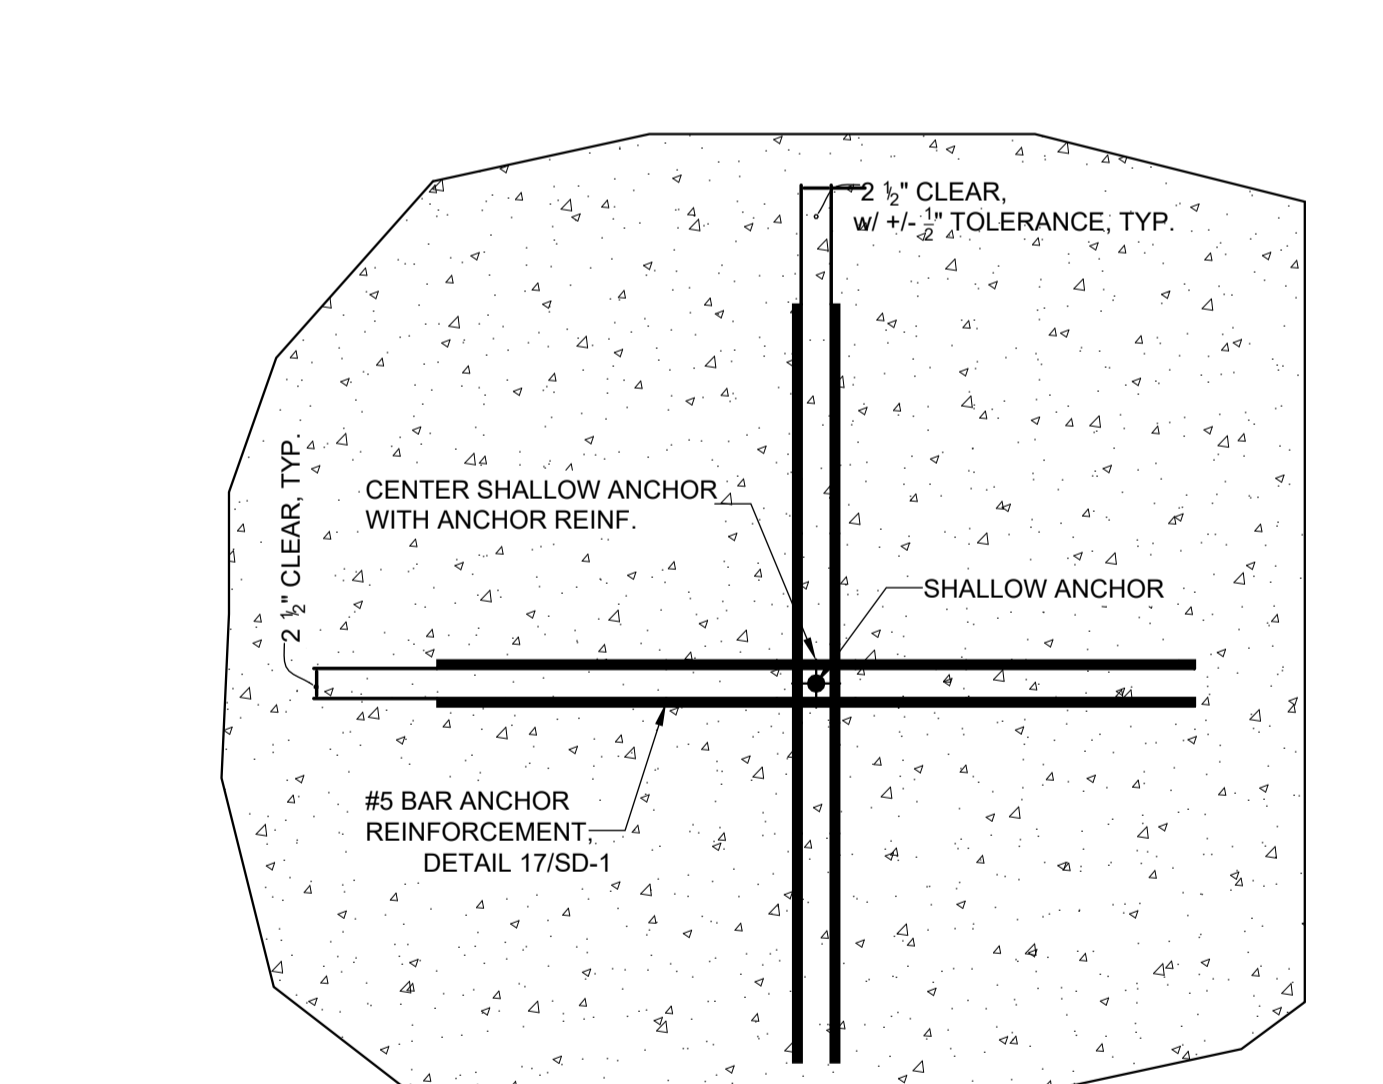 2 ½" CLEAR,
w/ +/- ½" TOLERANCE, TYP.
2 ½" CLEAR, TYP.
CENTER SHALLOW ANCHOR
WITH ANCHOR REINF.
SHALLOW ANCHOR
#5 BAR ANCHOR
REINFORCEMENT,
DETAIL 17/SD-1